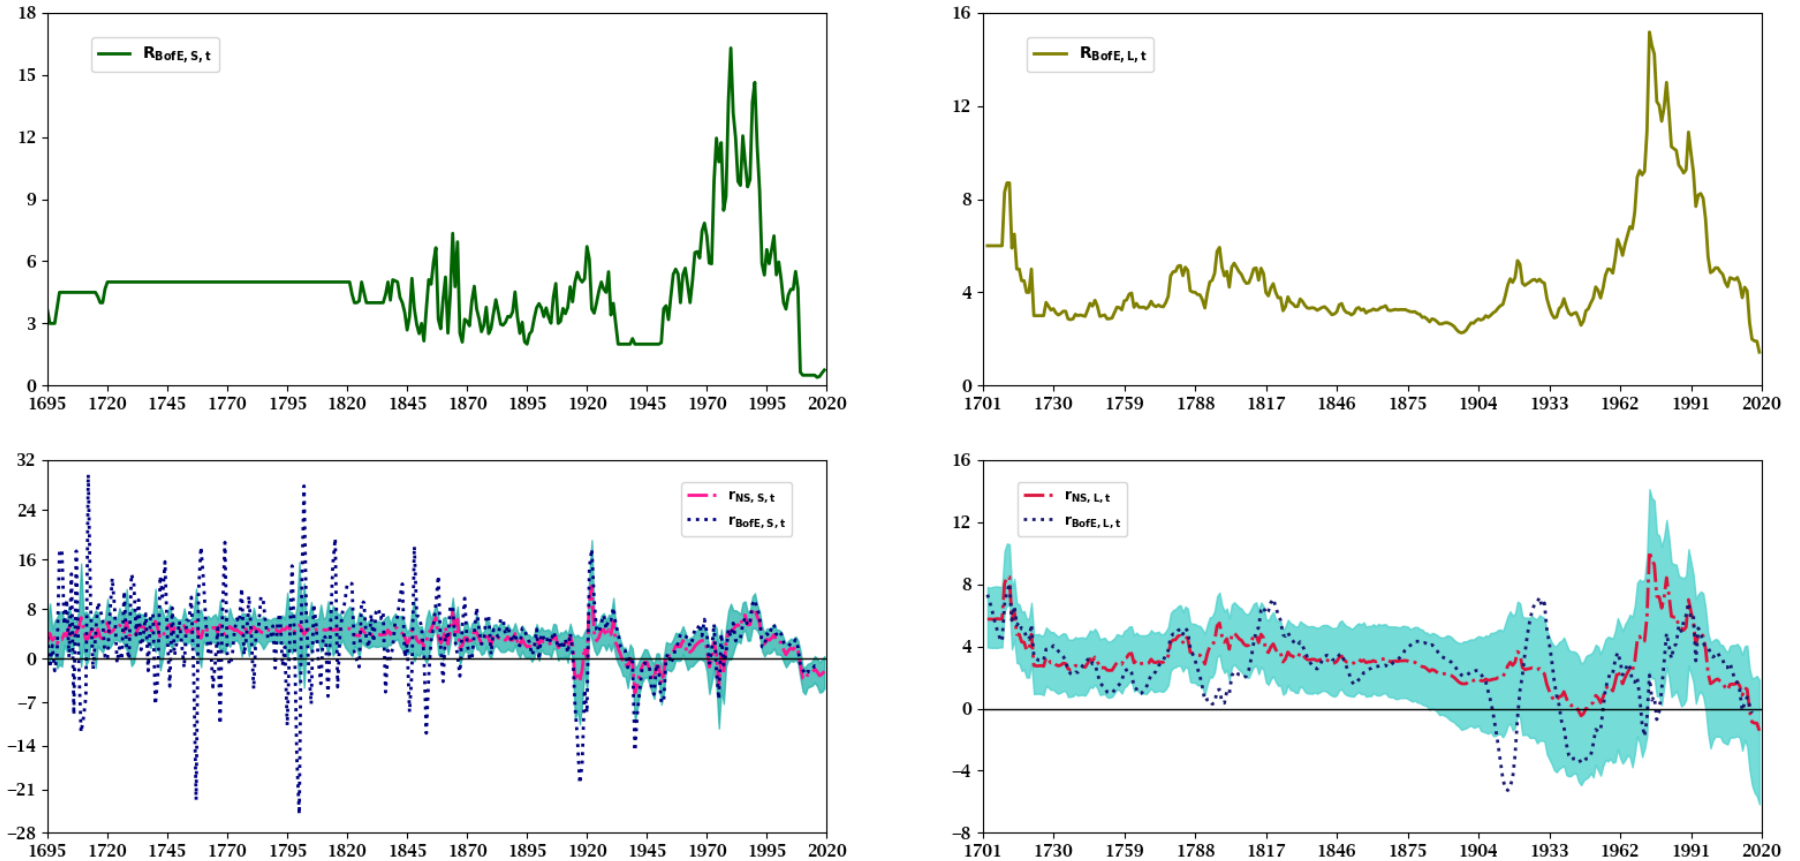 18
15
12
9
6
3
0
R_BofE, S, t
1695 1720 1745 1770 1795 1820 1845 1870 1895 1920 1945 1970 1995 2020
16
12
8
4
0
R_BofE, L, t
1701 1730 1759 1788 1817 1846 1875 1904 1933 1962 1991 2020
32
24
16
8
0
−7
−14
−21
−28
r_NS, S, t
r_BofE, S, t
1695 1720 1745 1770 1795 1820 1845 1870 1895 1920 1945 1970 1995 2020
16
12
8
4
0
−4
−8
r_NS, L, t
r_BofE, L, t
1701 1730 1759 1788 1817 1846 1875 1904 1933 1962 1991 2020